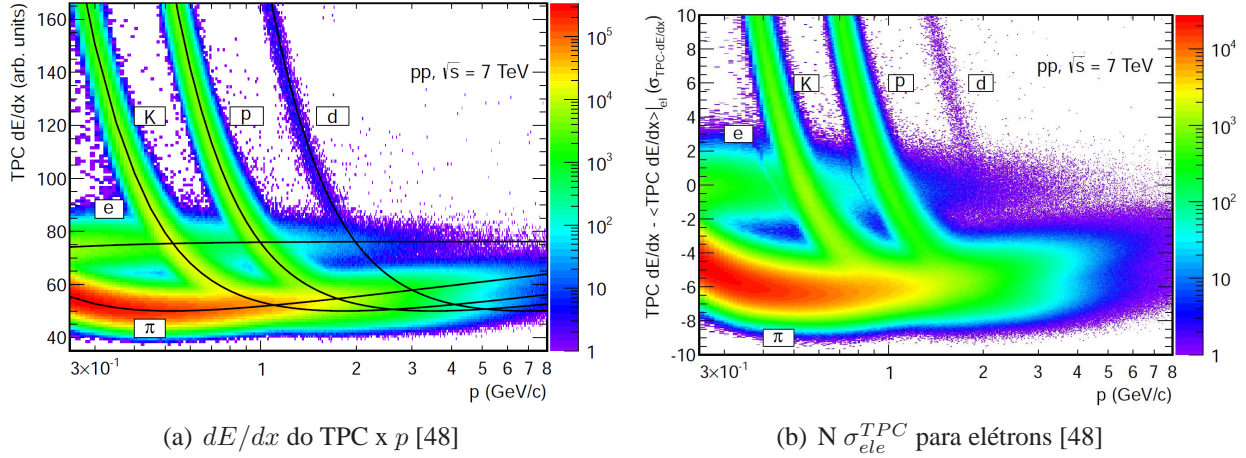 TPC dE/dx (arb. units)
160
140
120
100
80
60
40
pp, √s = 7 TeV
K
p
d
e
π
3×10⁻¹
1
2
3
4
5
6
7
8
p (GeV/c)
10⁵
10⁴
10³
10²
10
1
(a) dE/dx do TPC x p [48]
TPC dE/dx - <TPC dE/dx>|el (σTPC-dE/dx)
10
8
6
4
2
0
-2
-4
-6
-8
-10
pp, √s = 7 TeV
K
p
d
e
π
3×10⁻¹
1
2
3
4
5
6
7
8
p (GeV/c)
10⁴
10³
10²
10
1
(b) N σ_{ele}^{TPC} para elétrons [48]